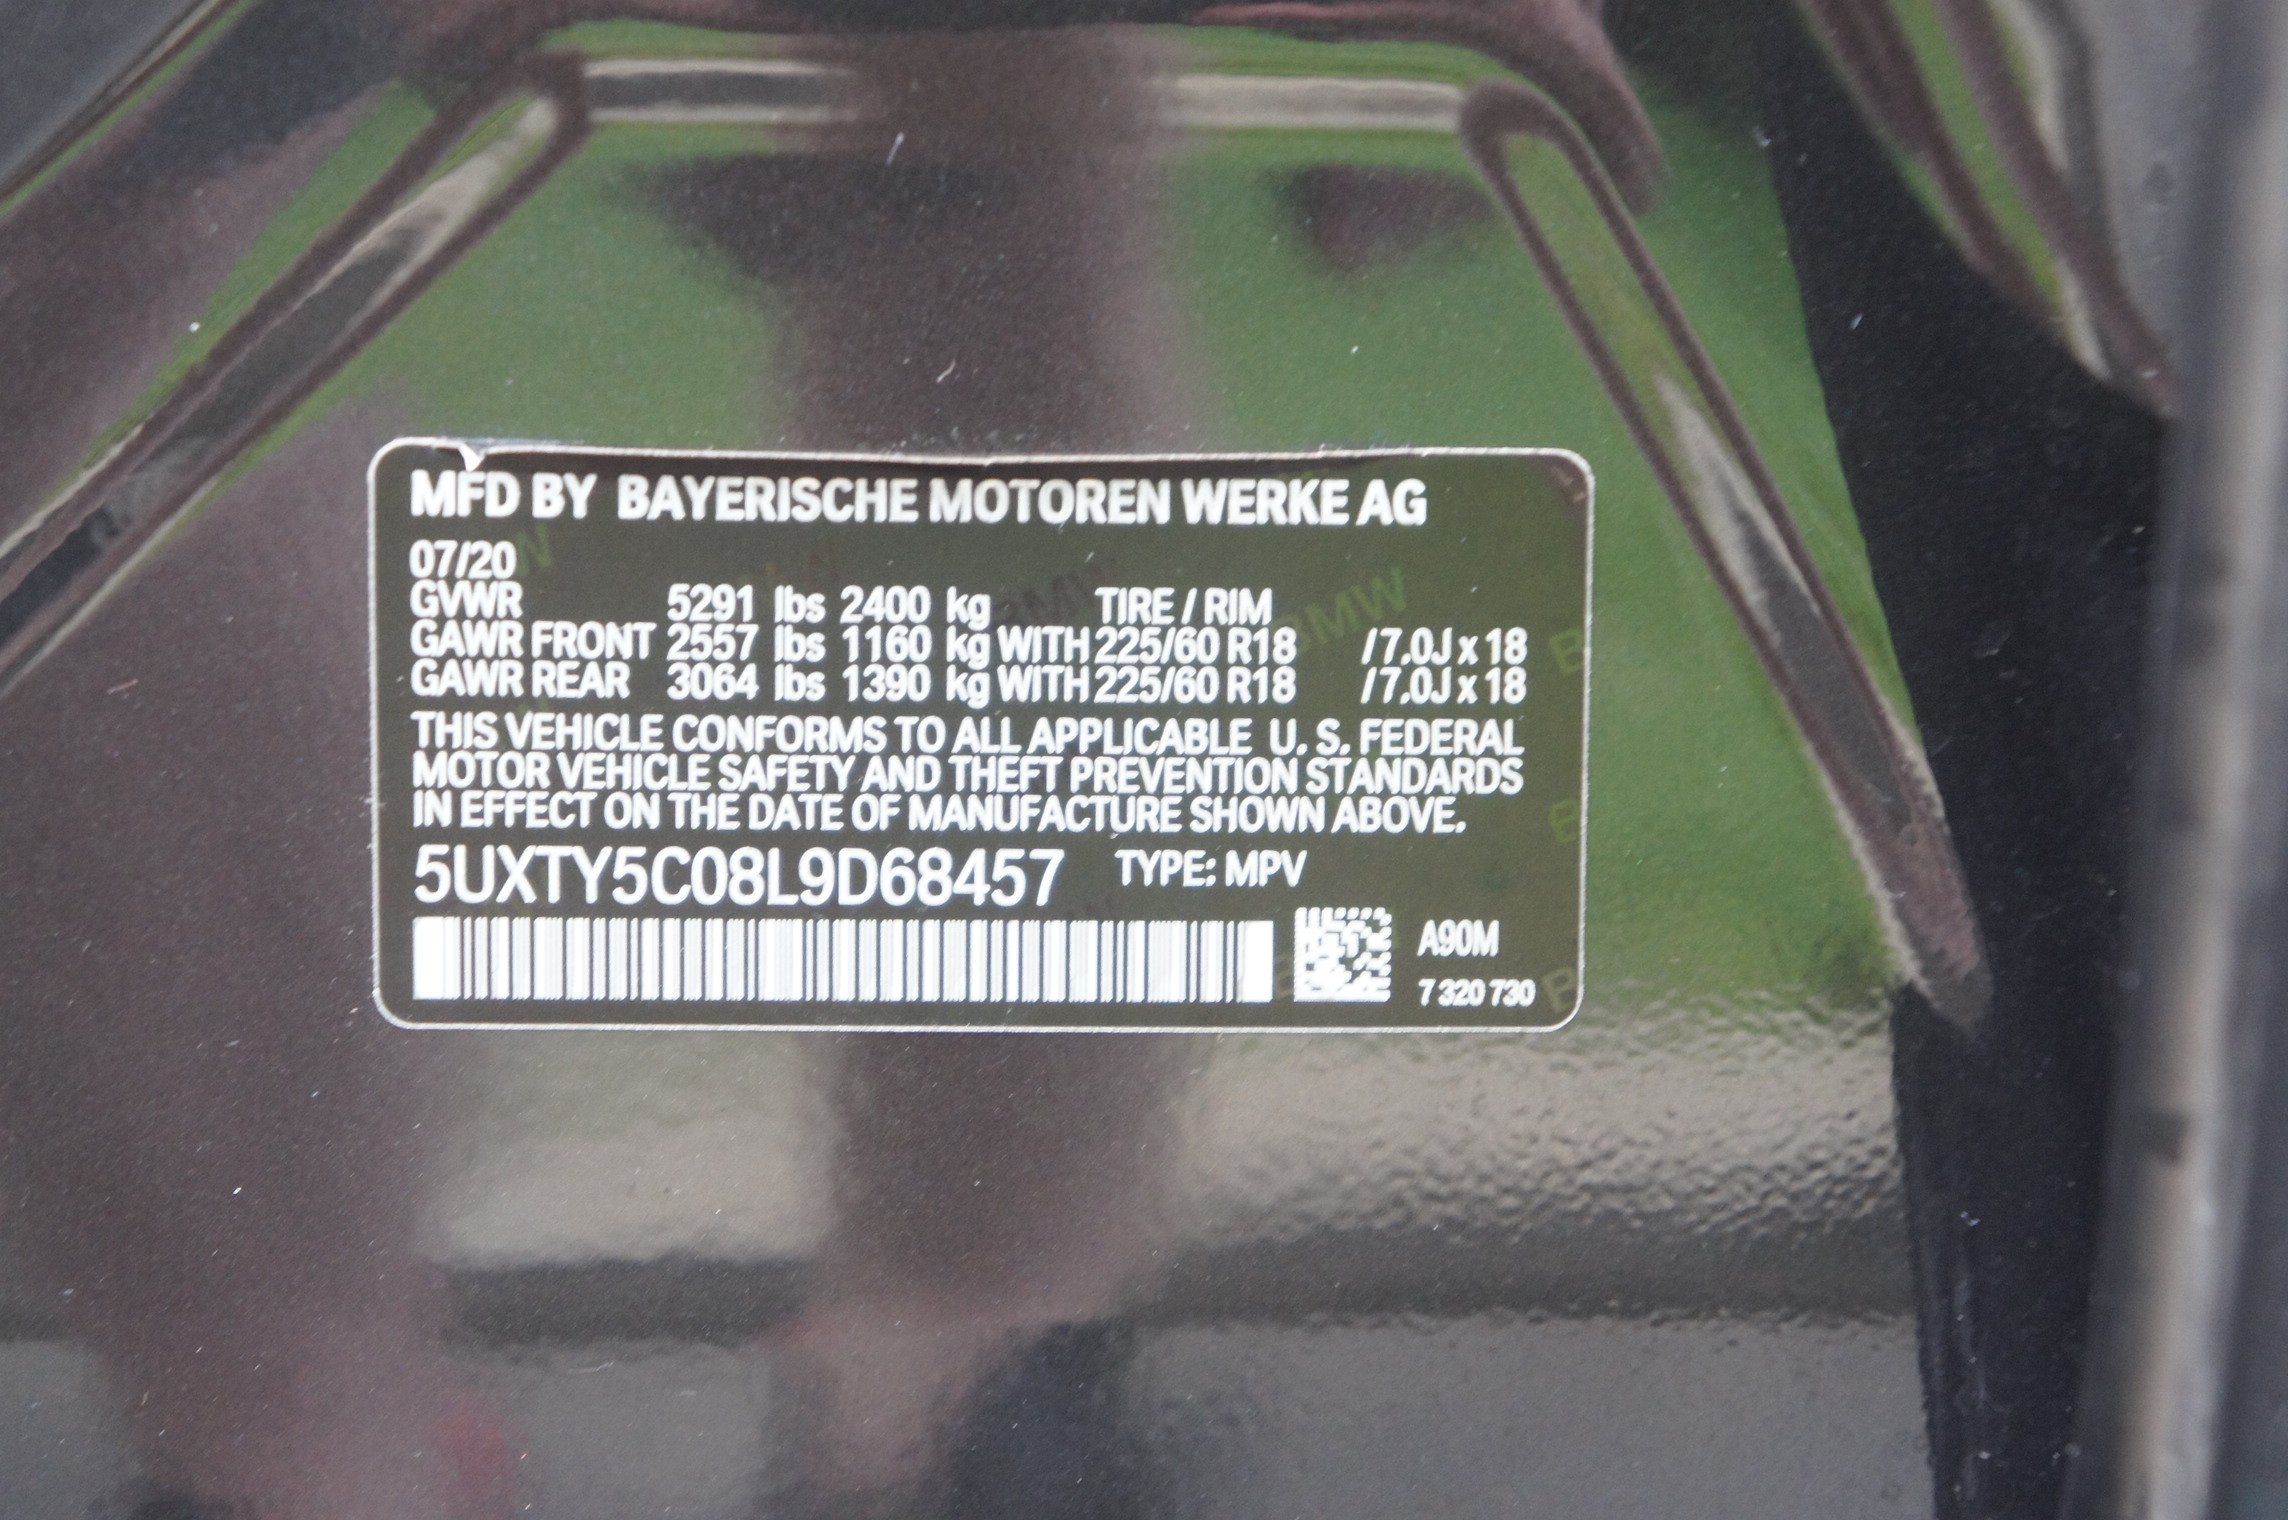 MFD BY BAYERISCHE MOTOREN WERKE AG
07/20
GVWR 5291 lbs 2400 kg TIRE / RIM
GAWR FRONT 2557 lbs 1160 kg WITH 225/60 R18 / 7.0J x 18
GAWR REAR 3064 lbs 1390 kg WITH 225/60 R18 / 7.0J x 18
THIS VEHICLE CONFORMS TO ALL APPLICABLE U. S. FEDERAL
MOTOR VEHICLE SAFETY AND THEFT PREVENTION STANDARDS
IN EFFECT ON THE DATE OF MANUFACTURE SHOWN ABOVE.
5UXTY5C08L9D68457 TYPE: MPV
A90M
7 320 730